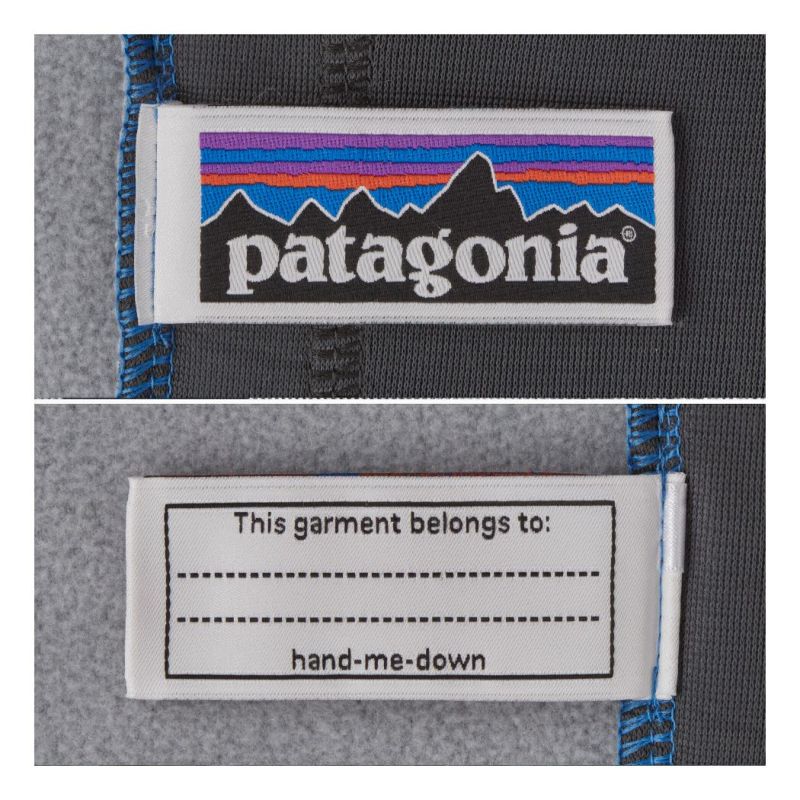 patagonia®
This garment belongs to:
hand-me-down